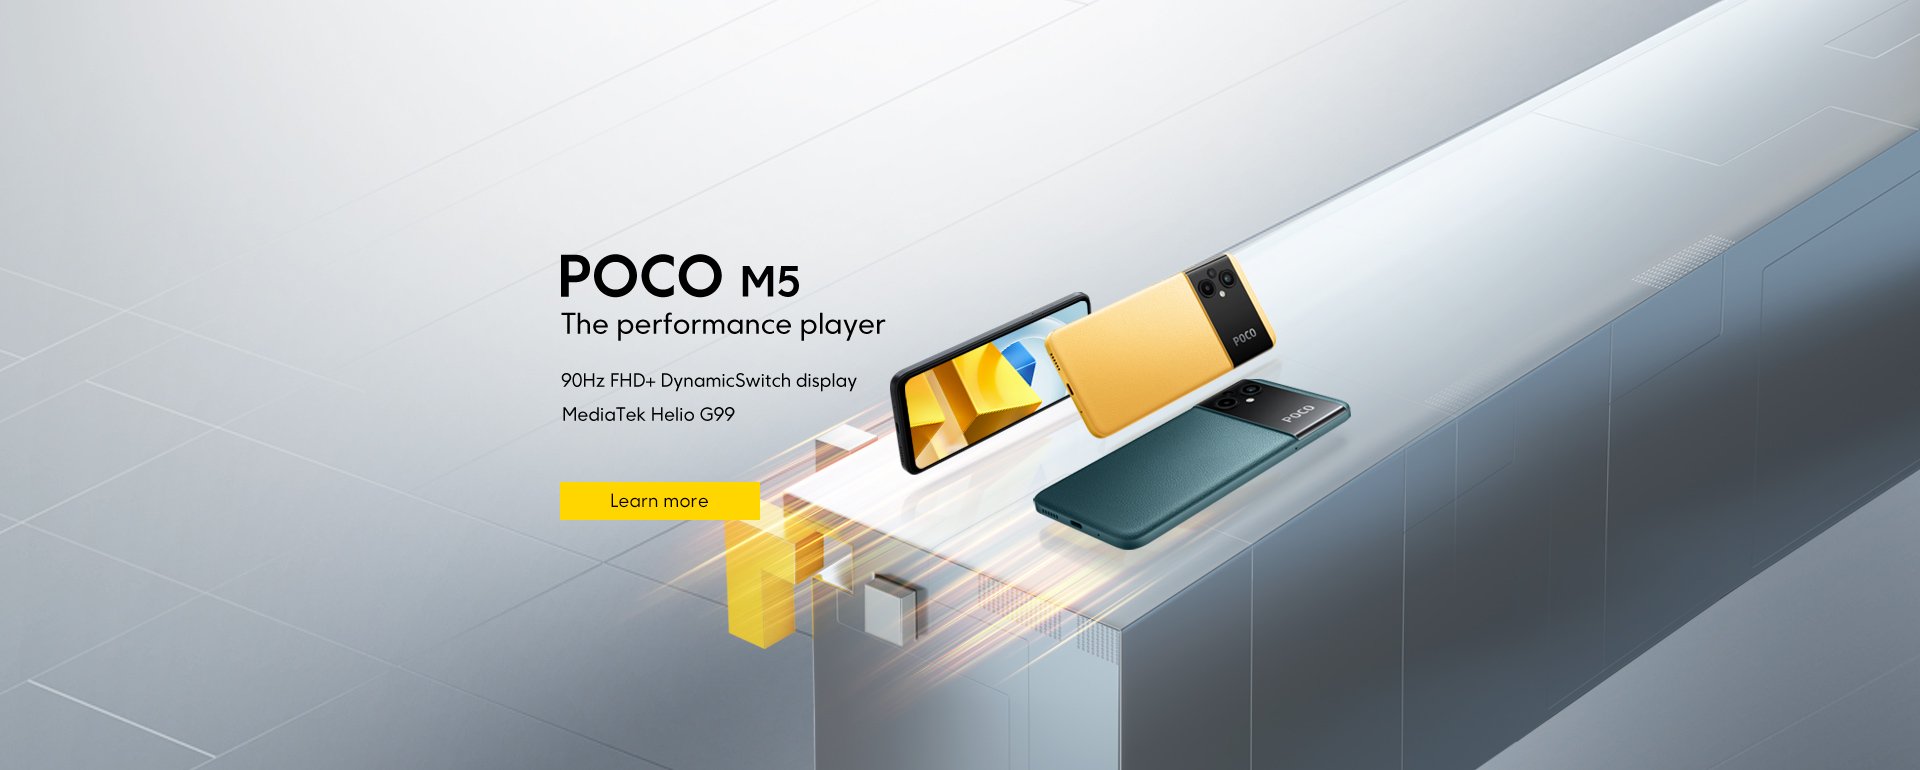 POCO M5
The performance player
90Hz FHD+ DynamicSwitch display
MediaTek Helio G99
Learn more
POCO
POCO